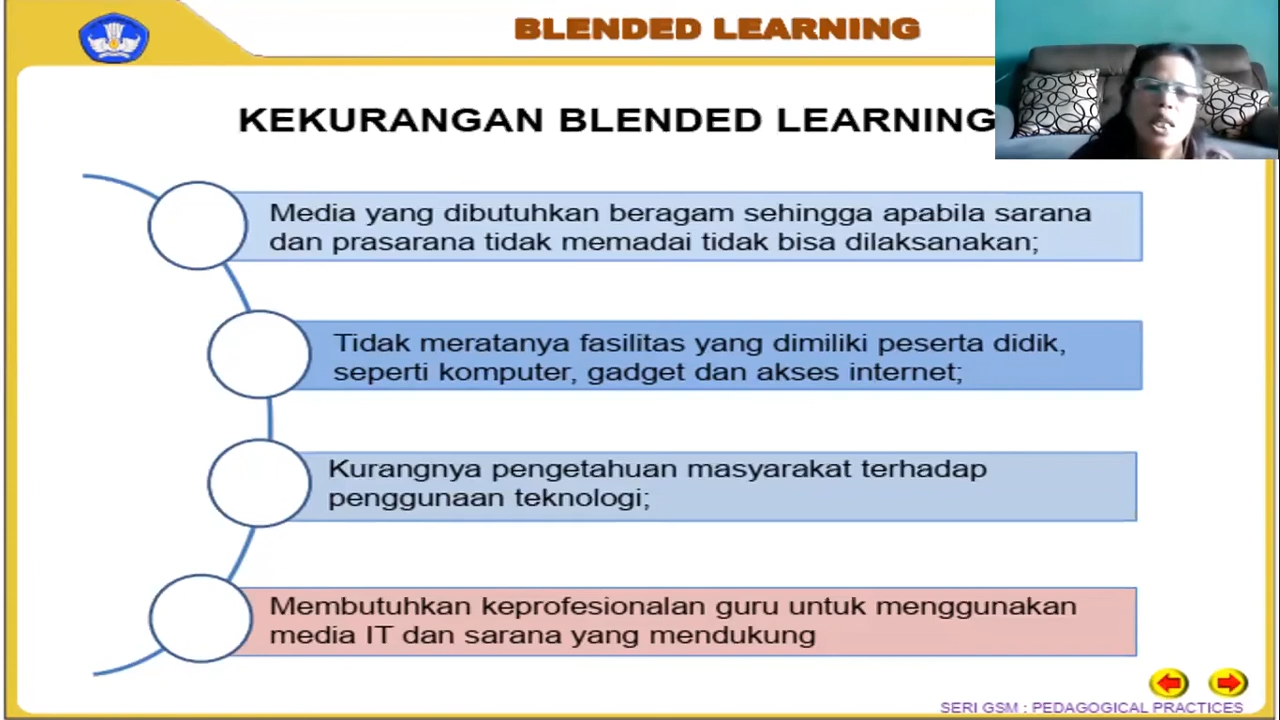 BLENDED LEARNING
KEKURANGAN BLENDED LEARNING
Media yang dibutuhkan beragam sehingga apabila sarana
dan prasarana tidak memadai tidak bisa dilaksanakan;
Tidak meratanya fasilitas yang dimiliki peserta didik,
seperti komputer, gadget dan akses internet;
Kurangnya pengetahuan masyarakat terhadap
penggunaan teknologi;
Membutuhkan keprofesionalan guru untuk menggunakan
media IT dan sarana yang mendukung
SERI GSM : PEDAGOGICAL PRACTICES